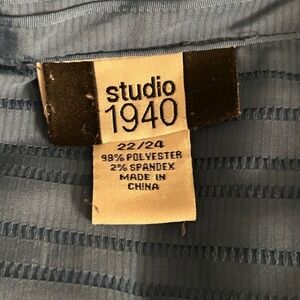 studio
1940
22/24
98% POLYESTER
2% SPANDEX
MADE IN
CHINA